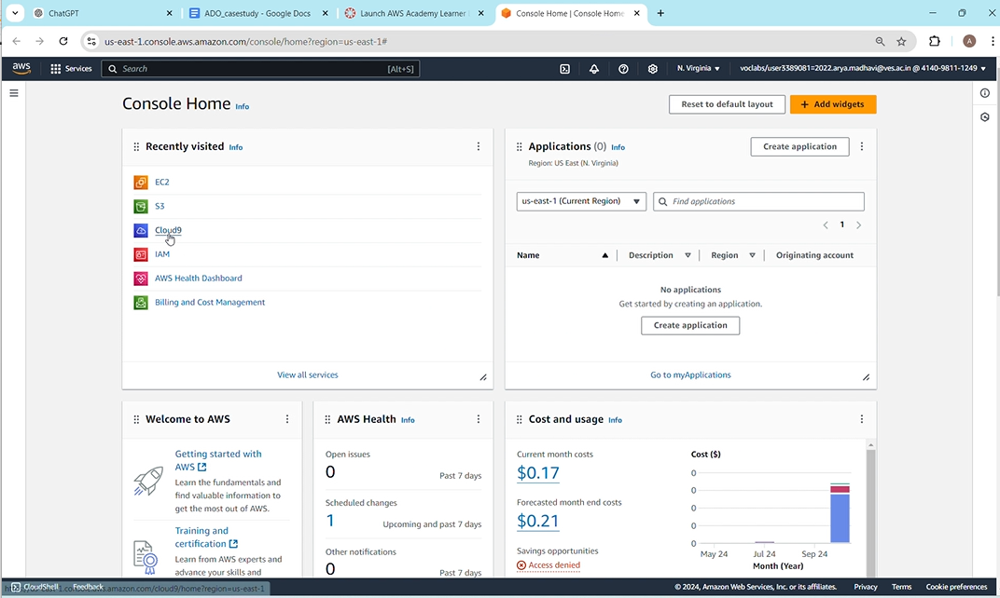 ChatGPT
ADO_casestudy - Google Docs
Launch AWS Academy Learner
Console Home | Console Home
us-east-1.console.aws.amazon.com/console/home?region=us-east-1#
A
aws
Services
Search
[Alt+S]
N. Virginia
voclabs/user3389081=2022.arya.madhavi@ves.ac.in @ 4140-9811-1249
Console Home Info
Reset to default layout
Add widgets
Recently visited Info
EC2
S3
Cloud9
IAM
AWS Health Dashboard
Billing and Cost Management
View all services
Applications (0) Info
Region: US East (N. Virginia)
Create application
us-east-1 (Current Region)
Find applications
1
Name
Description
Region
Originating account
No applications
Get started by creating an application.
Create application
Go to myApplications
Welcome to AWS
Getting started with
AWS
Learn the fundamentals and
find valuable information to
get the most out of AWS.
Training and
certification
Learn from AWS experts and
advance your skills and
AWS Health Info
Open issues
0
Past 7 days
Scheduled changes
1
Upcoming and past 7 days
Other notifications
0
Past 7 days
Cost and usage Info
Current month costs
$0.17
Forecasted month end costs
$0.21
Savings opportunities
Access denied
Cost ($)
0
0
0
0
0
May 24
Jul 24
Sep 24
Month (Year)
CloudShell
Feedback
© 2024, Amazon Web Services, Inc. or its affiliates.
Privacy
Terms
Cookie preferences